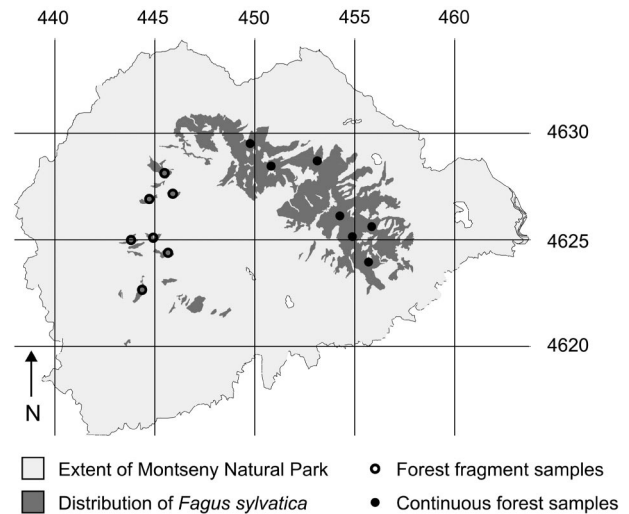 440 445 450 455 460
4630
4625
4620
N
Extent of Montseny Natural Park
Forest fragment samples
Distribution of Fagus sylvatica
Continuous forest samples